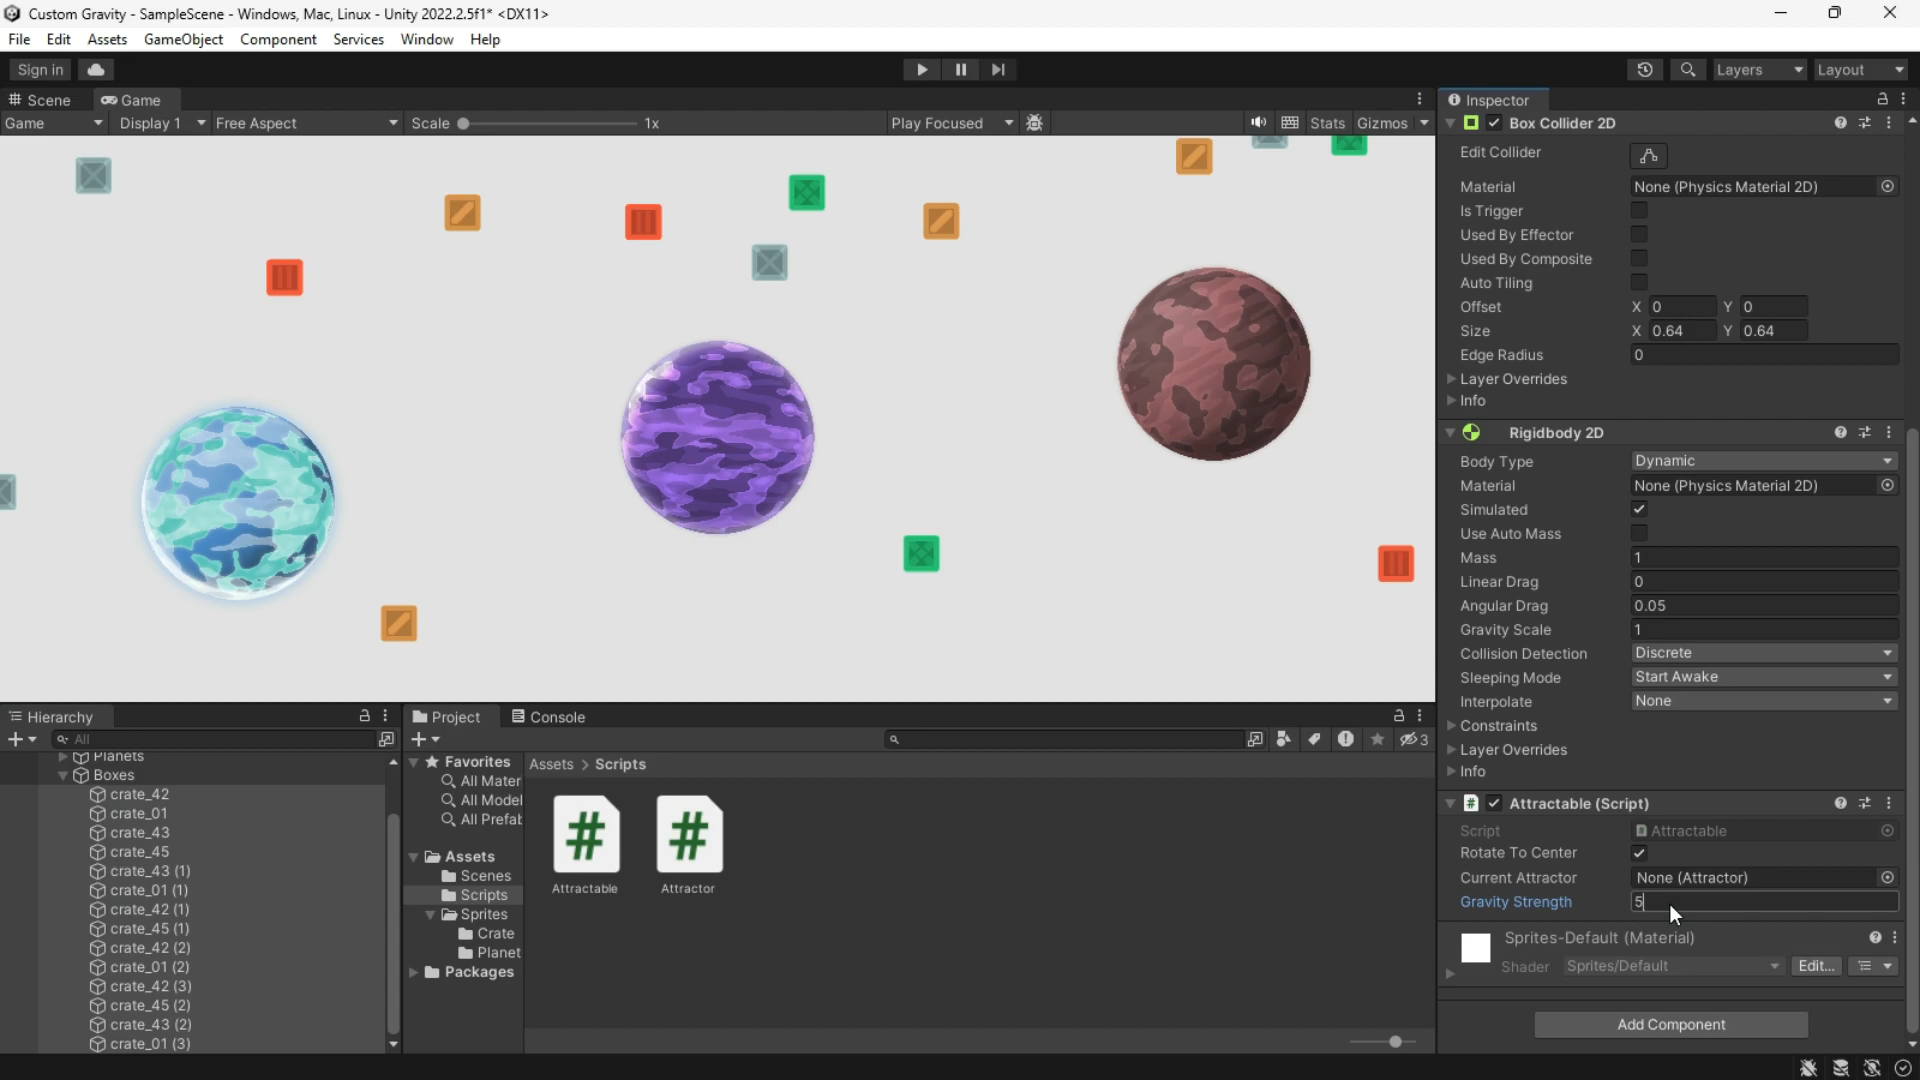 Custom Gravity - SampleScene - Windows, Mac, Linux - Unity 2022.2.5f1* <DX11>
File Edit Assets GameObject Component Services Window Help
Sign in
Layers
Layout
Scene
Game
Inspector
Game
Display 1
Free Aspect
Scale
1x
Play Focused
Stats
Gizmos
Box Collider 2D
Edit Collider
Material
None (Physics Material 2D)
Is Trigger
Used By Effector
Used By Composite
Auto Tiling
Offset X 0 Y 0
Size X 0.64 Y 0.64
Edge Radius 0
Layer Overrides
Info
Rigidbody 2D
Body Type Dynamic
Material None (Physics Material 2D)
Simulated
Use Auto Mass
Mass 1
Linear Drag 0
Angular Drag 0.05
Gravity Scale 1
Collision Detection Discrete
Sleeping Mode Start Awake
Interpolate None
Constraints
Layer Overrides
Info
Attractable (Script)
Script Attractable
Rotate To Center
Current Attractor None (Attractor)
Gravity Strength 5
Sprites-Default (Material)
Shader Sprites/Default Edit...
Add Component
Hierarchy
All
Planets
Boxes
crate_42
crate_01
crate_43
crate_45
crate_43 (1)
crate_01 (1)
crate_42 (1)
crate_45 (1)
crate_42 (2)
crate_01 (2)
crate_42 (3)
crate_45 (2)
crate_43 (2)
crate_01 (3)
Project
Console
3
Favorites
All Mater
All Model
All Prefab
Assets
Scenes
Scripts
Sprites
Crate
Planet
Packages
Assets > Scripts
Attractable
Attractor